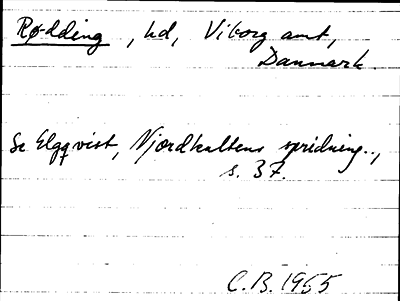 Rødding, hd, Viborg amt,
Danmark.
Se Elgqvist, Njordkultens spridning..,
s. 37.
C.B. 1955